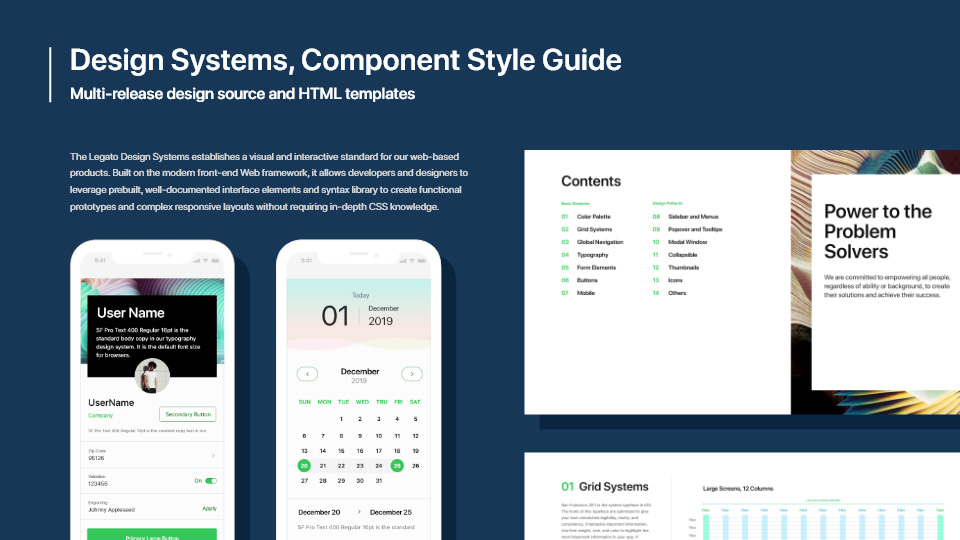 Design Systems, Component Style Guide
Multi-release design source and HTML templates
The Legato Design Systems establishes a visual and interactive standard for our web-based
products. Built on the modern front-end Web framework, it allows developers and designers to
leverage prebuilt, well-documented interface elements and syntax library to create functional
prototypes and complex responsive layouts without requiring in-depth CSS knowledge.
9:41
User Name
SF Pro Text 400 Regular 16pt is the
standard body copy in our typography
design system. It is the default font size
for browsers.
UserName
Company
Secondary Button
SF Pro Text 400 Regular 16pt is the smallest copy text in our
Zip Code
95126
Validation
123456
On
Engraving
Johnny Appleseed
Apply
Primary Large Button
9:41
Today
01
December
2019
December
2019
SUN MON TUE WED THU FRI SAT
1 2 3 4 5
6 7 8 9 10 11 12
13 14 15 16 17 18 19
20 21 22 23 24 25 26
27 28 29 30 31
December 20 > December 25
SF Pro Text 400 Regular 16pt is the standard
Contents
Basic Elements
01 Color Palette
02 Grid Systems
03 Global Navigation
04 Typography
05 Form Elements
06 Buttons
07 Mobile
Design Patterns
08 Sidebar and Menus
09 Popover and Tooltips
10 Modal Window
11 Collapsible
12 Thumbnails
13 Icons
14 Others
Power to the
Problem
Solvers
We are committed to empowering all people,
regardless of ability or background, to create
their solutions and achieve their success.
01 Grid Systems
San Francisco (SF) is the system typeface in iOS.
The fonts of this typeface are optimized to give
your text unmatched legibility, clarity, and
consistency. Emphasize important information.
Use font weight, size, and color to highlight the
most important information in your app. If
Large Screens, 12 Columns